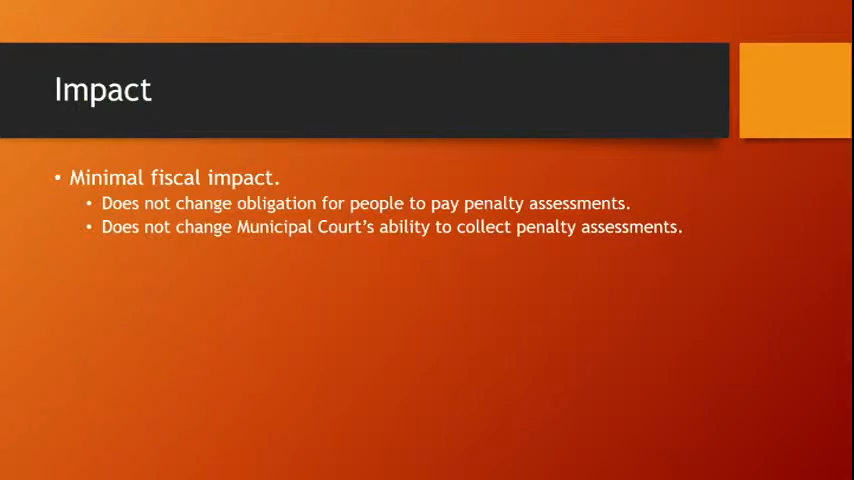 Impact
• Minimal fiscal impact.
• Does not change obligation for people to pay penalty assessments.
• Does not change Municipal Court’s ability to collect penalty assessments.